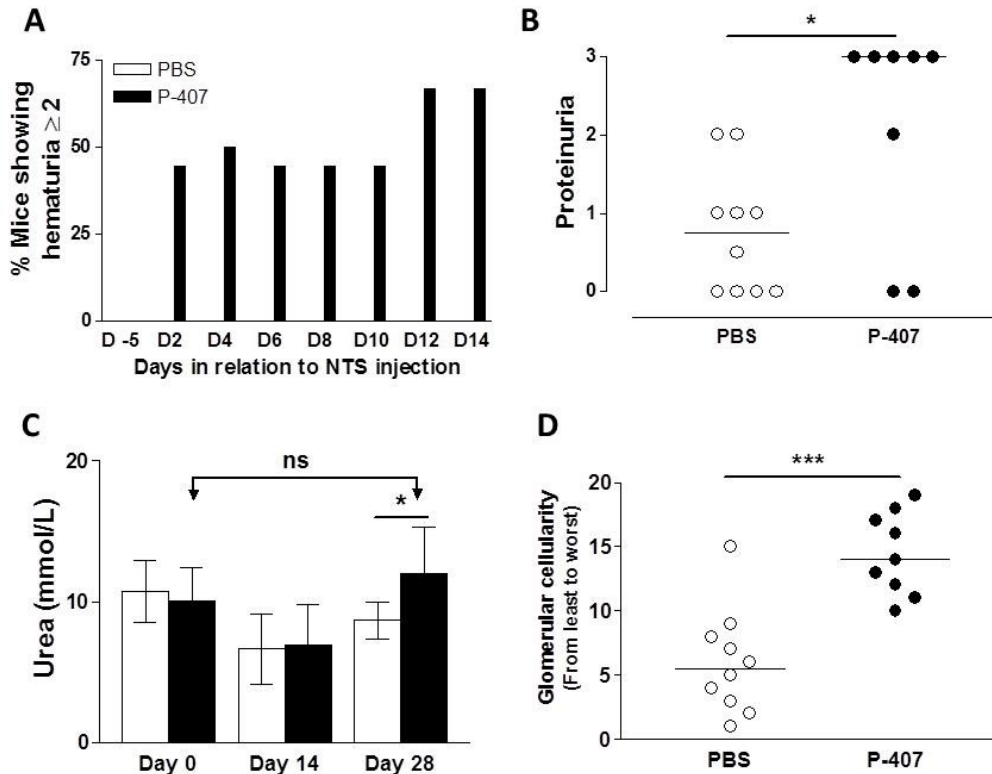 A
75
50
25
0
% Mice showing
hematuria ≥ 2
PBS
P-407
D -5 D2 D4 D6 D8 D10 D12 D14
Days in relation to NTS injection
B
*
3
2
1
0
Proteinuria
PBS P-407
C
20
10
0
Urea (mmol/L)
ns
*
Day 0 Day 14 Day 28
D
***
20
15
10
5
0
Glomerular cellularity
(From least to worst)
PBS P-407